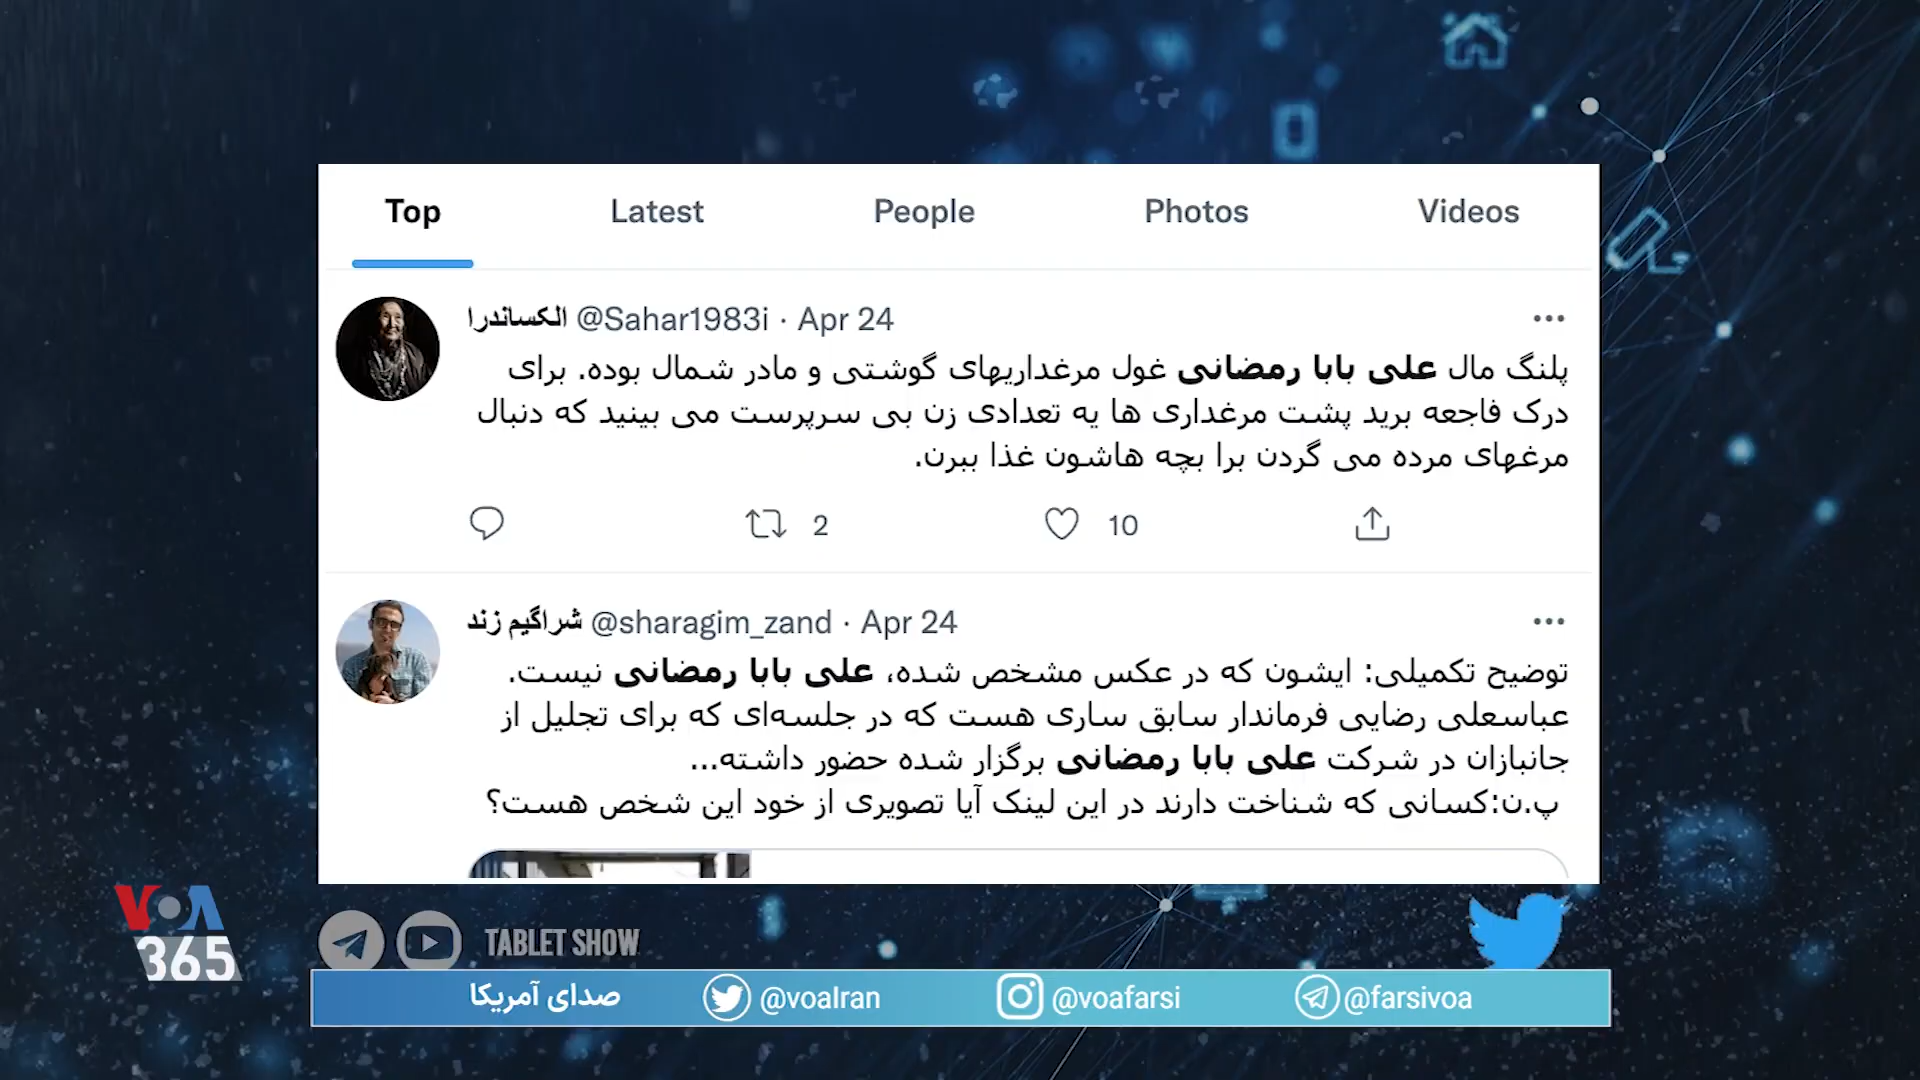 Top Latest People Photos Videos
الکساندرا @Sahar1983i · Apr 24
پلنگ مال علی بابا رمضانی غول مرغداریهای گوشتی و مادر شمال بوده. برای
درک فاجعه برید پشت مرغداری ها یه تعدادی زن بی سرپرست می بینید که دنبال
مرغهای مرده می گردن برا بچه هاشون غذا ببرن.
2 10
شراگیم زند @sharagim_zand · Apr 24
توضیح تکمیلی: ایشون که در عکس مشخص شده، علی بابا رمضانی نیست.
عباسعلی رضایی فرماندار سابق ساری هست که در جلسه‌ای که برای تجلیل از
جانبازان در شرکت علی بابا رمضانی برگزار شده حضور داشته...
پ.ن:کسانی که شناخت دارند در این لینک آیا تصویری از خود این شخص هست؟
VOA
365
TABLET SHOW
صدای آمریکا @voaIran @voafarsi @farsivoa